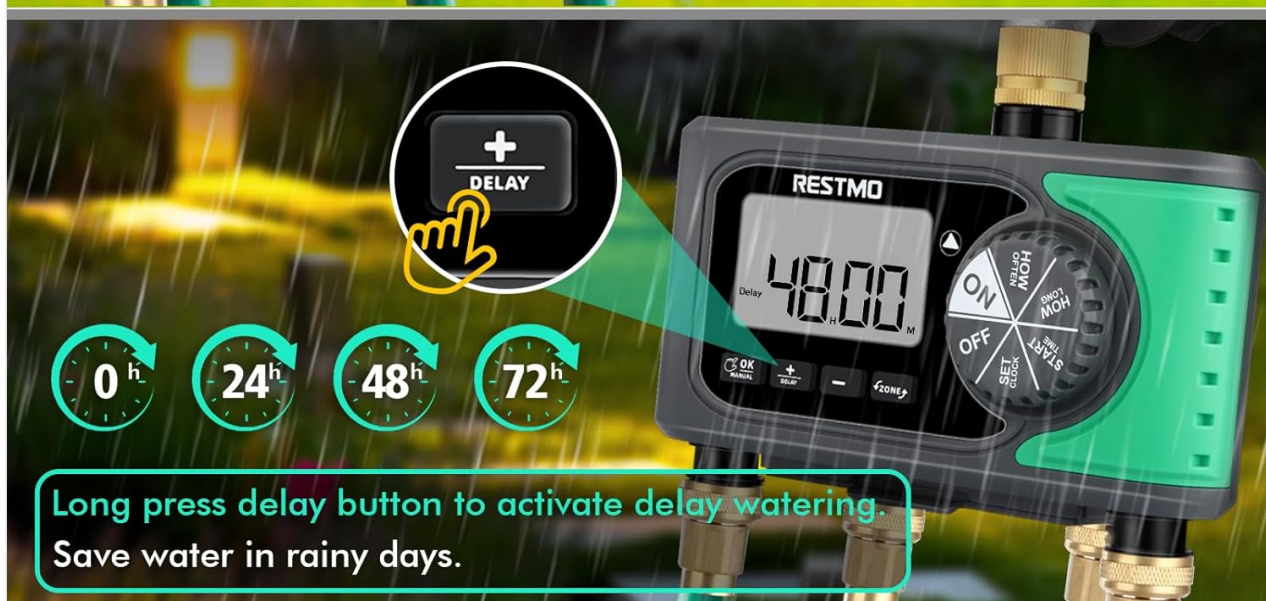 +
DELAY
RESTMO
Delay 48:00
H M
OK
MANUAL
+
DELAY
−
ZONE
HOW
OFTEN
HOW
LONG
START
TIME
SET
CLOCK
OFF
ON
0 h
24h
48h
72h
Long press delay button to activate delay watering.
Save water in rainy days.